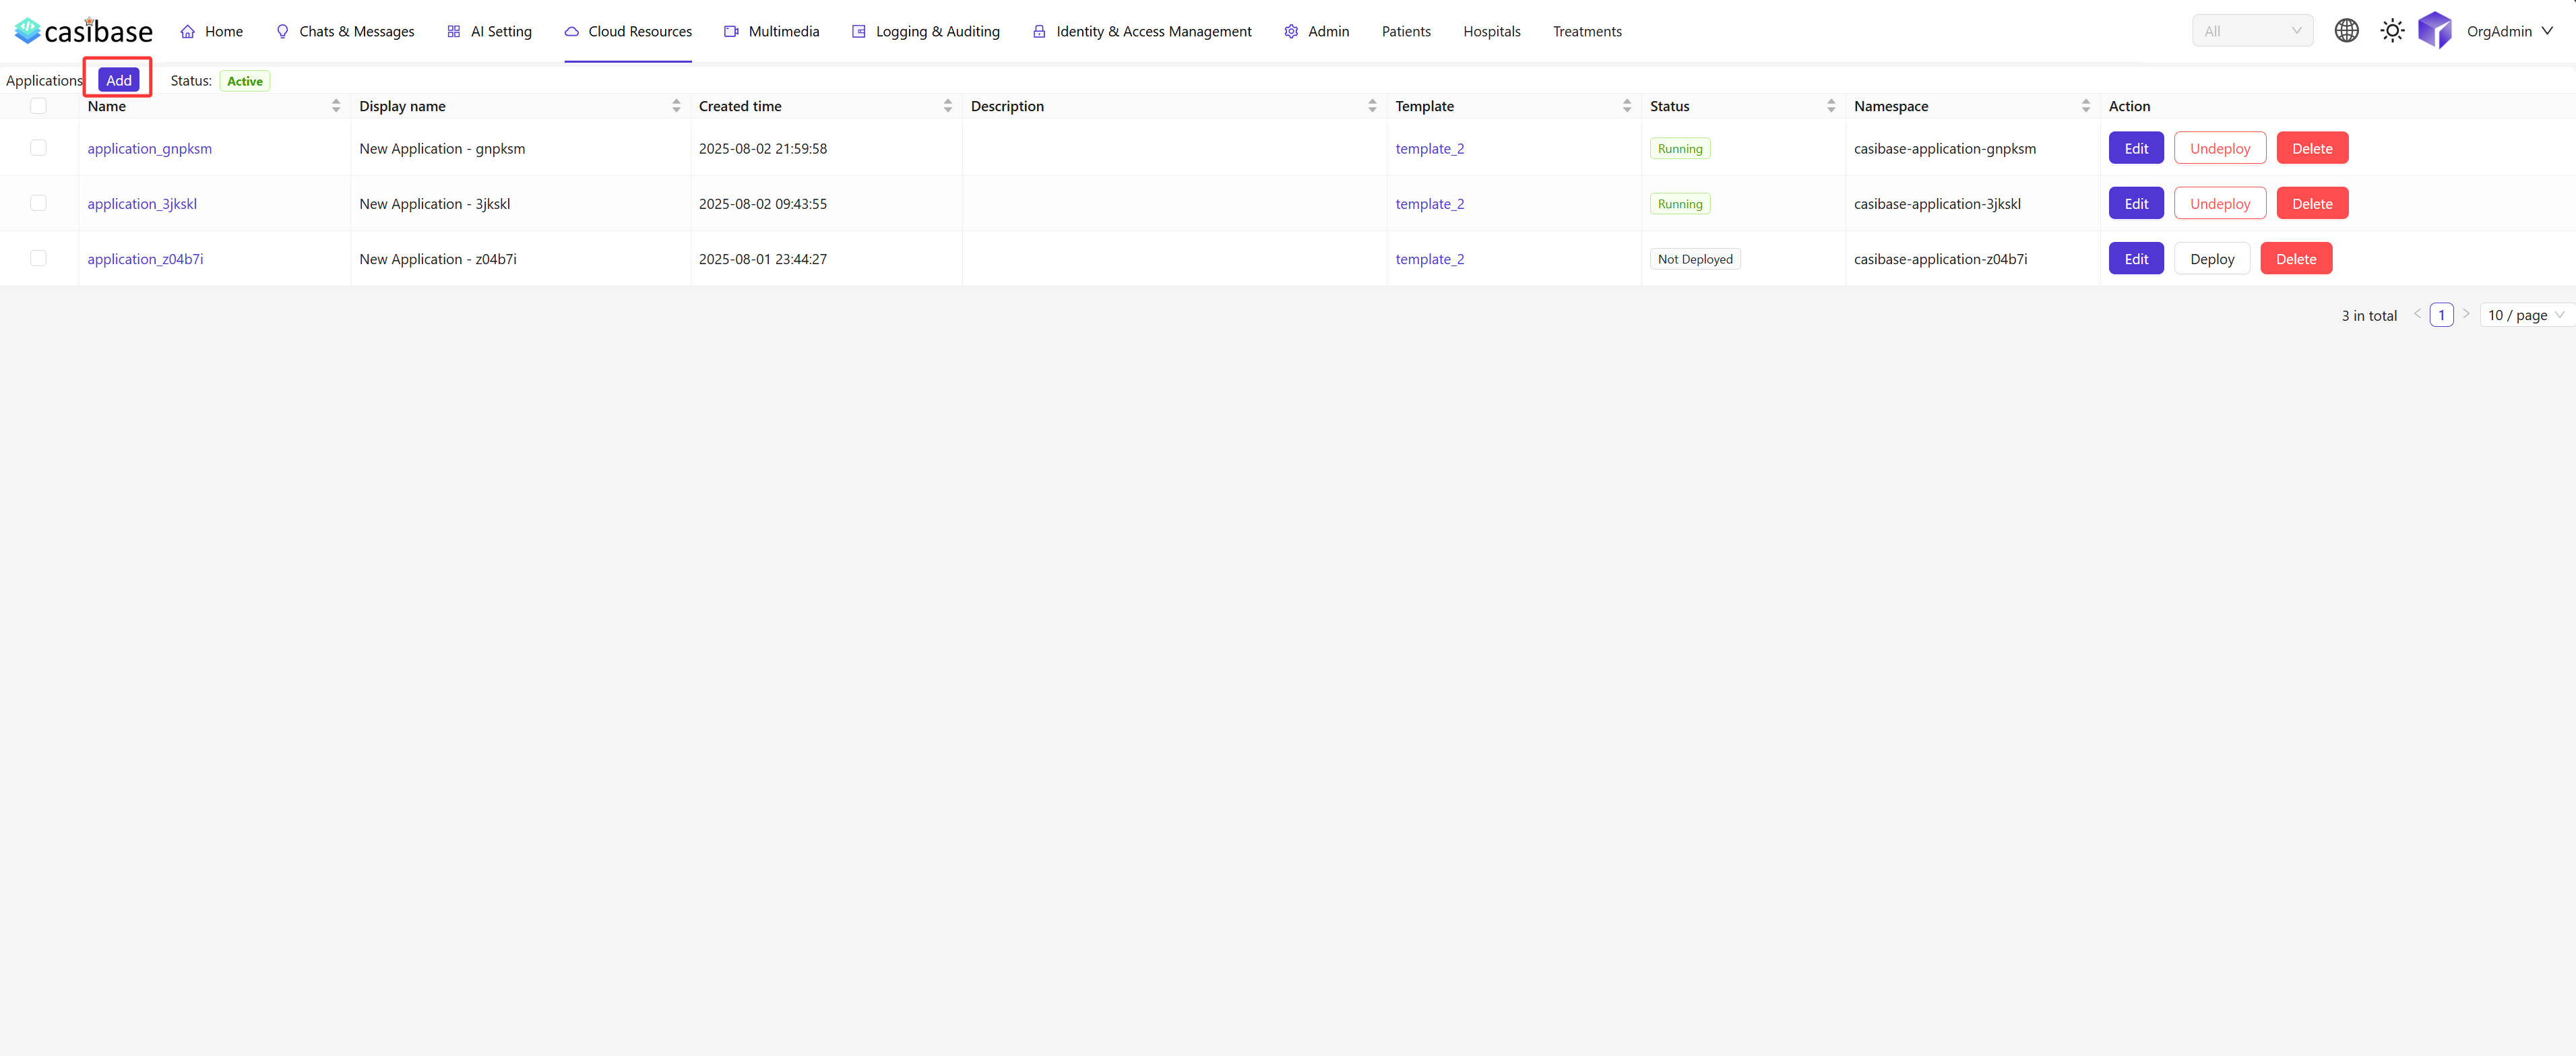 casibase Home Chats & Messages AI Setting Cloud Resources Multimedia Logging & Auditing Identity & Access Management Admin Patients Hospitals Treatments All OrgAdmin
Applications Add Status: Active
Name Display name Created time Description Template Status Namespace Action
application_gnpksm New Application - gnpksm 2025-08-02 21:59:58 template_2 Running casibase-application-gnpksm Edit Undeploy Delete
application_3jkskl New Application - 3jkskl 2025-08-02 09:43:55 template_2 Running casibase-application-3jkskl Edit Undeploy Delete
application_z04b7i New Application - z04b7i 2025-08-01 23:44:27 template_2 Not Deployed casibase-application-z04b7i Edit Deploy Delete
3 in total 1 10 / page